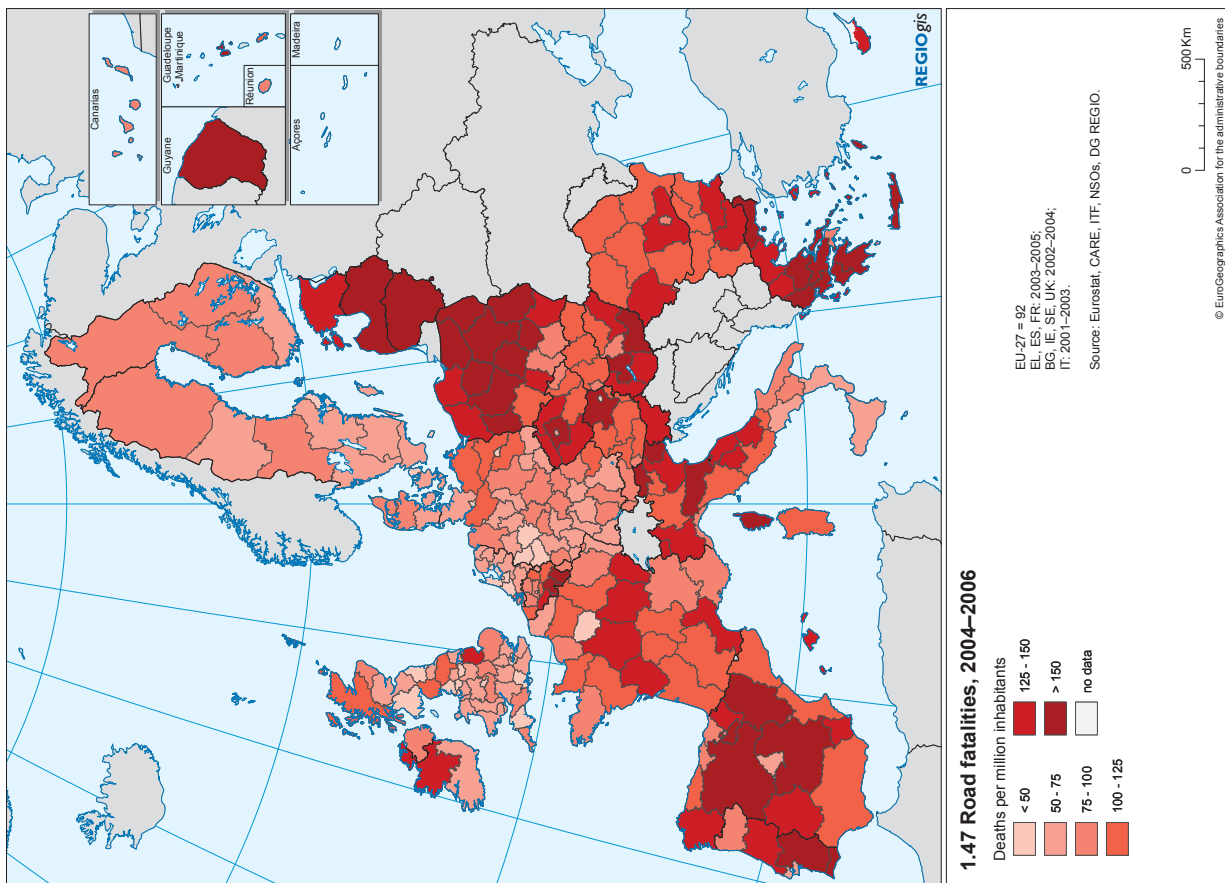 Canarias
Guyane
Guadeloupe
Martinique
Réunion
Açores
Madeira
REGIOgis
1.47 Road fatalities, 2004–2006
Deaths per million inhabitants
< 50
50 - 75
75 - 100
100 - 125
125 - 150
> 150
no data
EU-27 = 92
EL, ES, FR: 2003–2005;
BG, IE, SE, UK: 2002–2004;
IT: 2001–2003.
Source: Eurostat, CARE, ITF, NSOs, DG REGIO.
0 500 Km
© EuroGeographics Association for the administrative boundaries